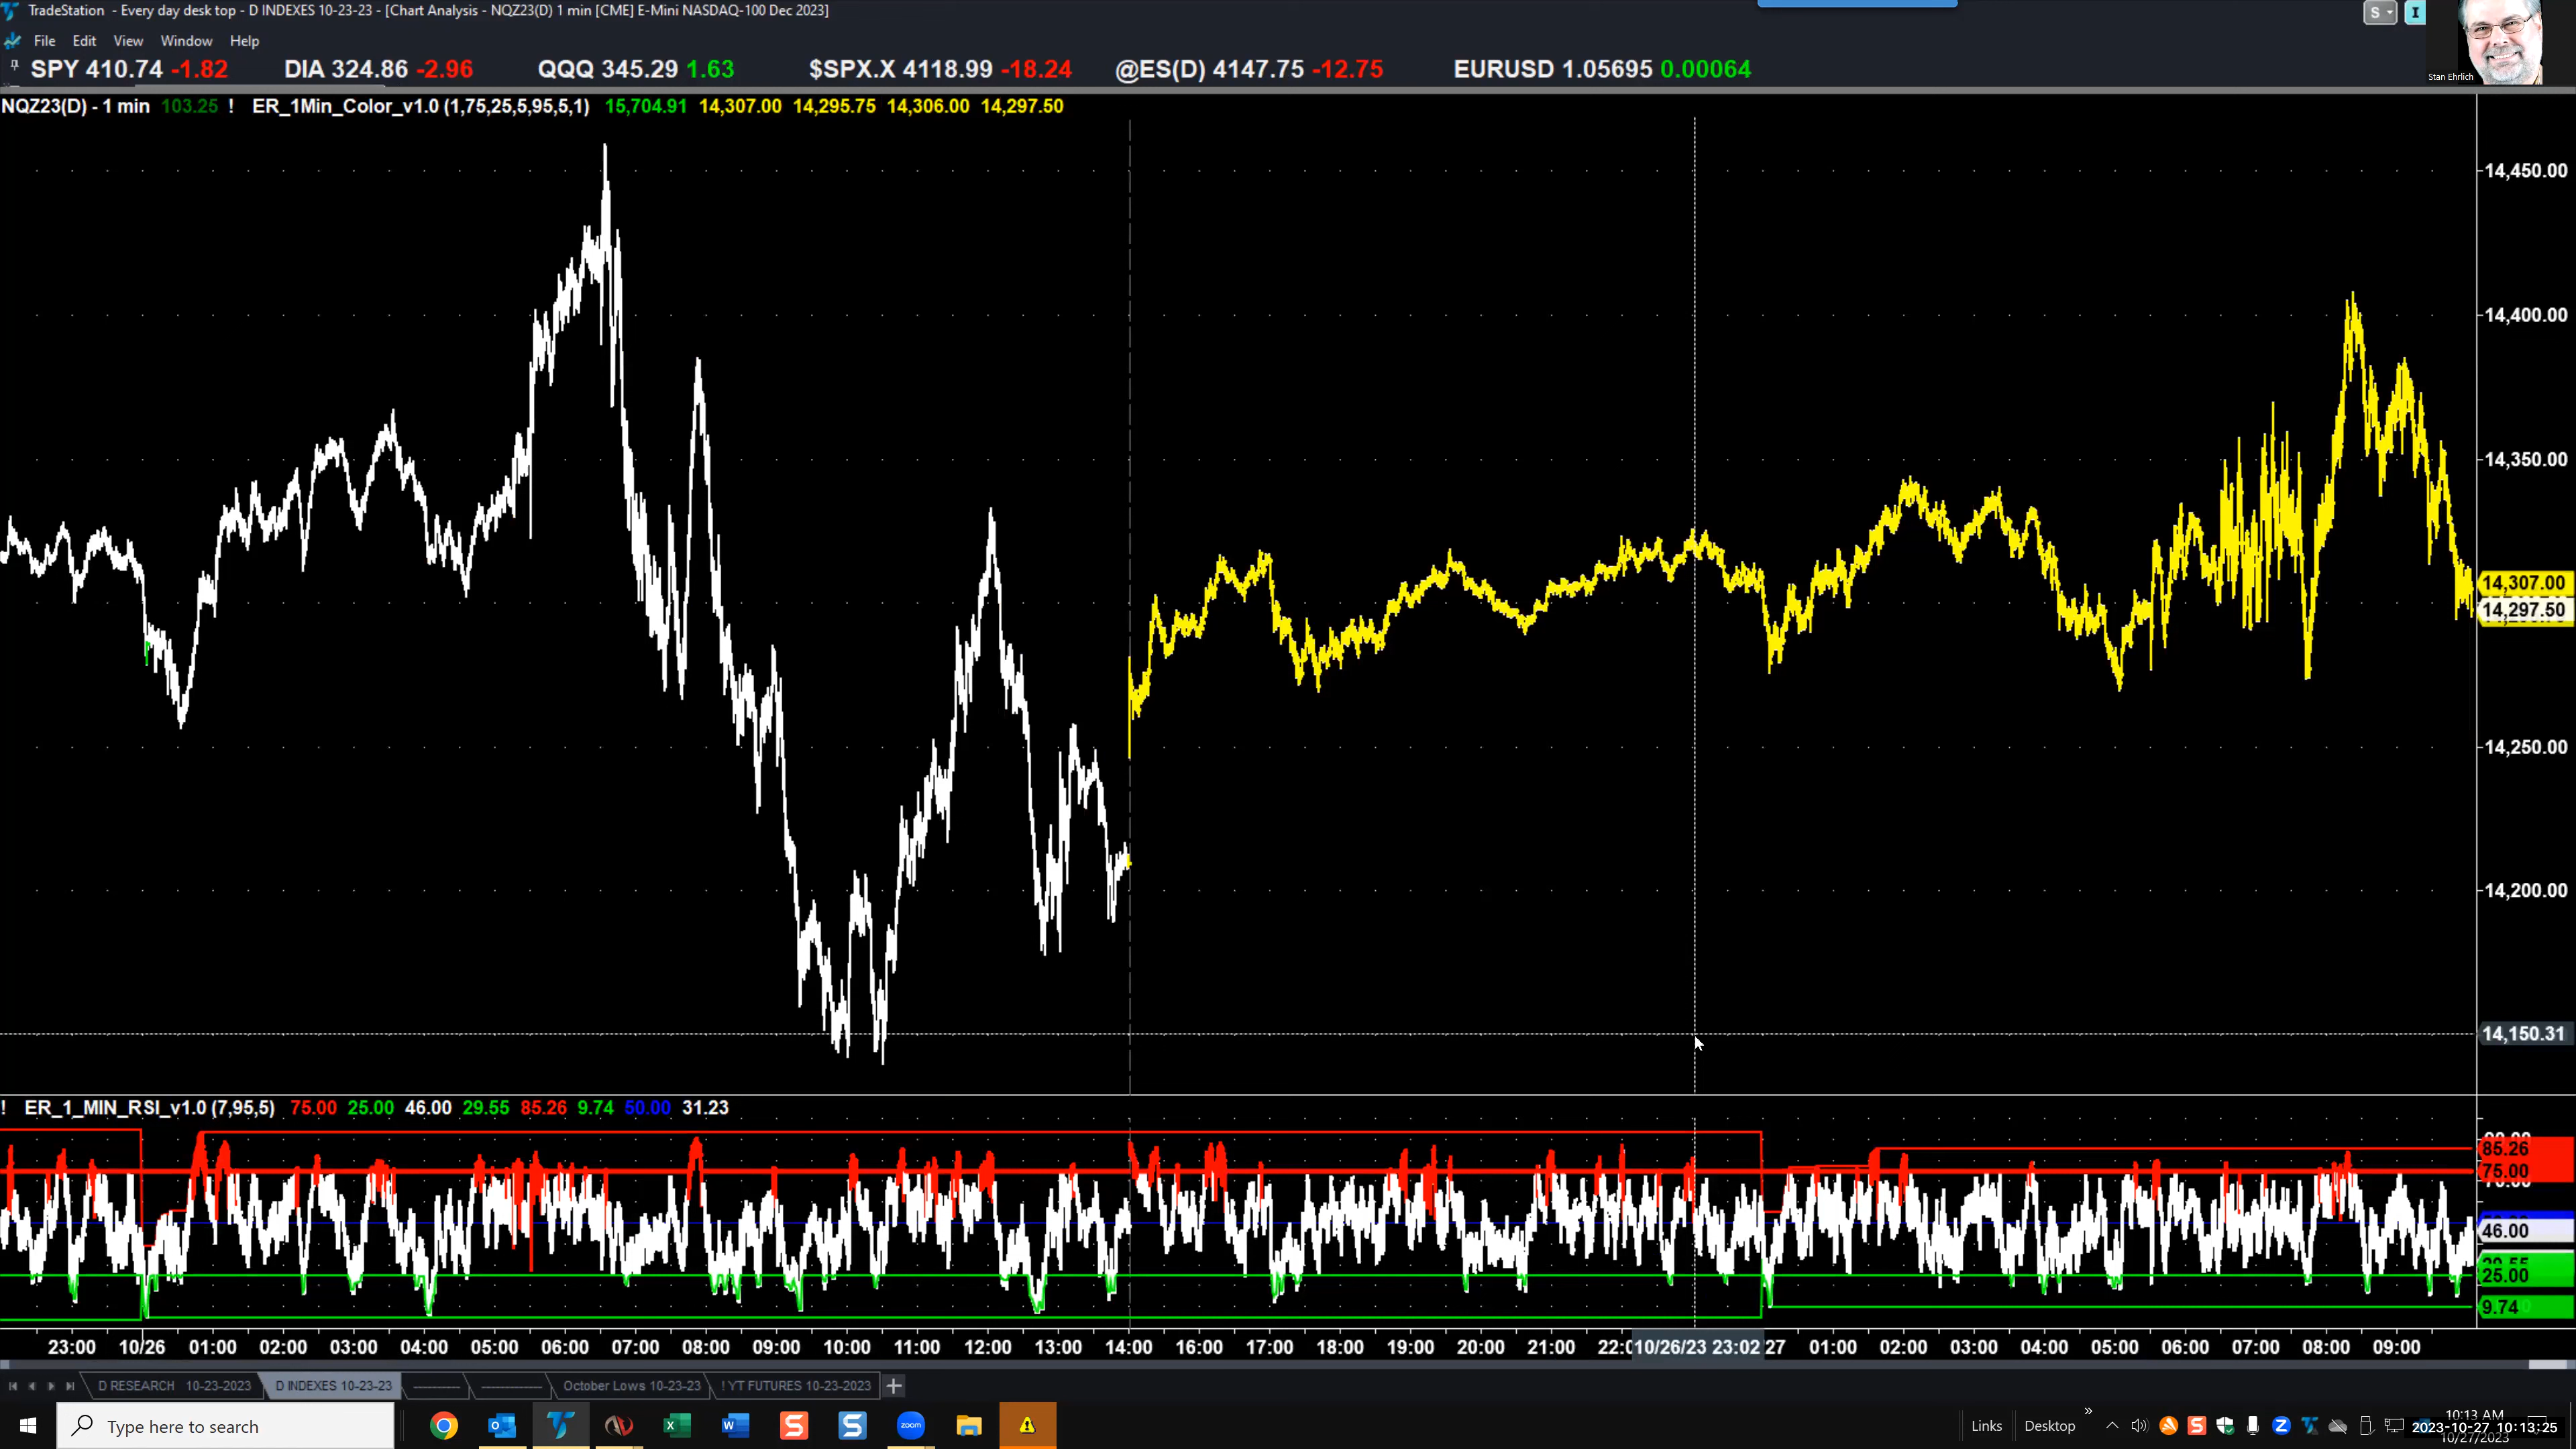 TradeStation - Every day desk top - D INDEXES 10-23-23 - [Chart Analysis - NQZ23(D) 1 min [CME] E-Mini NASDAQ-100 Dec 2023]
S
I
File Edit View Window Help
SPY 410.74 -1.82 DIA 324.86 -2.96 QQQ 345.29 1.63 $SPX.X 4118.99 -18.24 @ES(D) 4147.75 -12.75 EURUSD 1.05695 0.00064
Stan Ehrlich
NQZ23(D) - 1 min 103.25 ! ER_1Min_Color_v1.0 (1,75,25,5,95,5,1) 15,704.91 14,307.00 14,295.75 14,306.00 14,297.50
14,450.00
14,400.00
14,350.00
14,307.00
14,297.50
14,250.00
14,200.00
14,150.31
! ER_1_MIN_RSI_v1.0 (7,95,5) 75.00 25.00 46.00 29.55 85.26 9.74 50.00 31.23
85.26
75.00
46.00
25.00
9.74
23:00 10/26 01:00 02:00 03:00 04:00 05:00 06:00 07:00 08:00 09:00 10:00 11:00 12:00 13:00 14:00 16:00 17:00 18:00 19:00 20:00 21:00 22:0 10/26/23 23:02 27 01:00 02:00 03:00 04:00 05:00 06:00 07:00 08:00 09:00
D RESEARCH 10-23-2023 D INDEXES 10-23-23 October Lows 10-23-23 ! YT FUTURES 10-23-2023 +
Type here to search
zoom
Links Desktop
10:13 AM
2023-10-27 10:13:25
10/27/2023